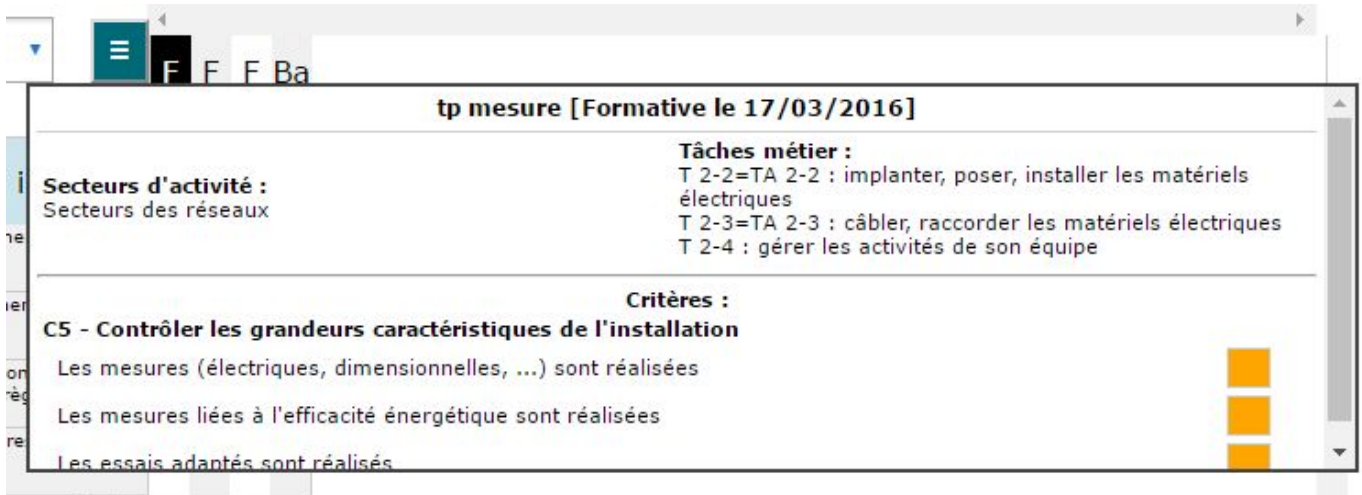 F F F Ba
tp mesure [Formative le 17/03/2016]
Secteurs d'activité :
Secteurs des réseaux
Tâches métier :
T 2-2=TA 2-2 : implanter, poser, installer les matériels
électriques
T 2-3=TA 2-3 : câbler, raccorder les matériels électriques
T 2-4 : gérer les activités de son équipe
Critères :
C5 - Contrôler les grandeurs caractéristiques de l'installation
Les mesures (électriques, dimensionnelles, ...) sont réalisées
Les mesures liées à l'efficacité énergétique sont réalisées
Les essais adaptés sont réalisés